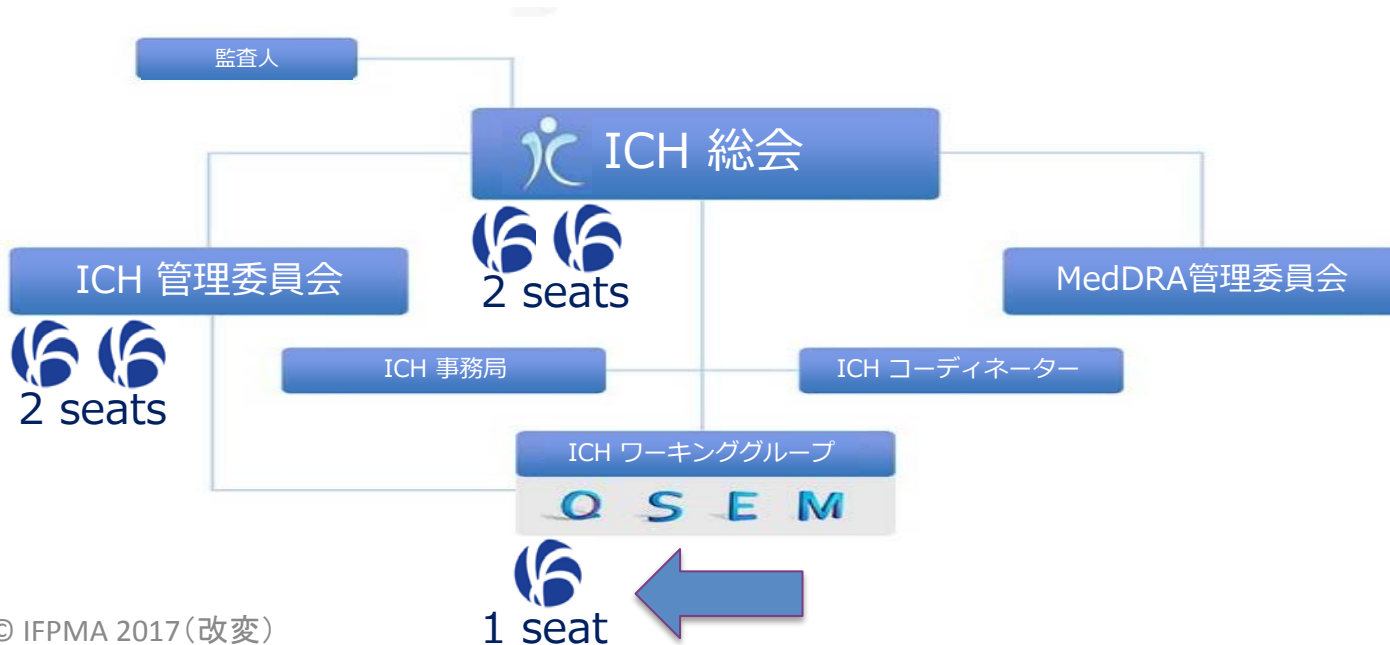 監査人
ICH 総会
2 seats
ICH 管理委員会
2 seats
MedDRA管理委員会
ICH 事務局
ICH コーディネーター
ICH ワーキンググループ
Q S E M
1 seat
© IFPMA 2017(改変)